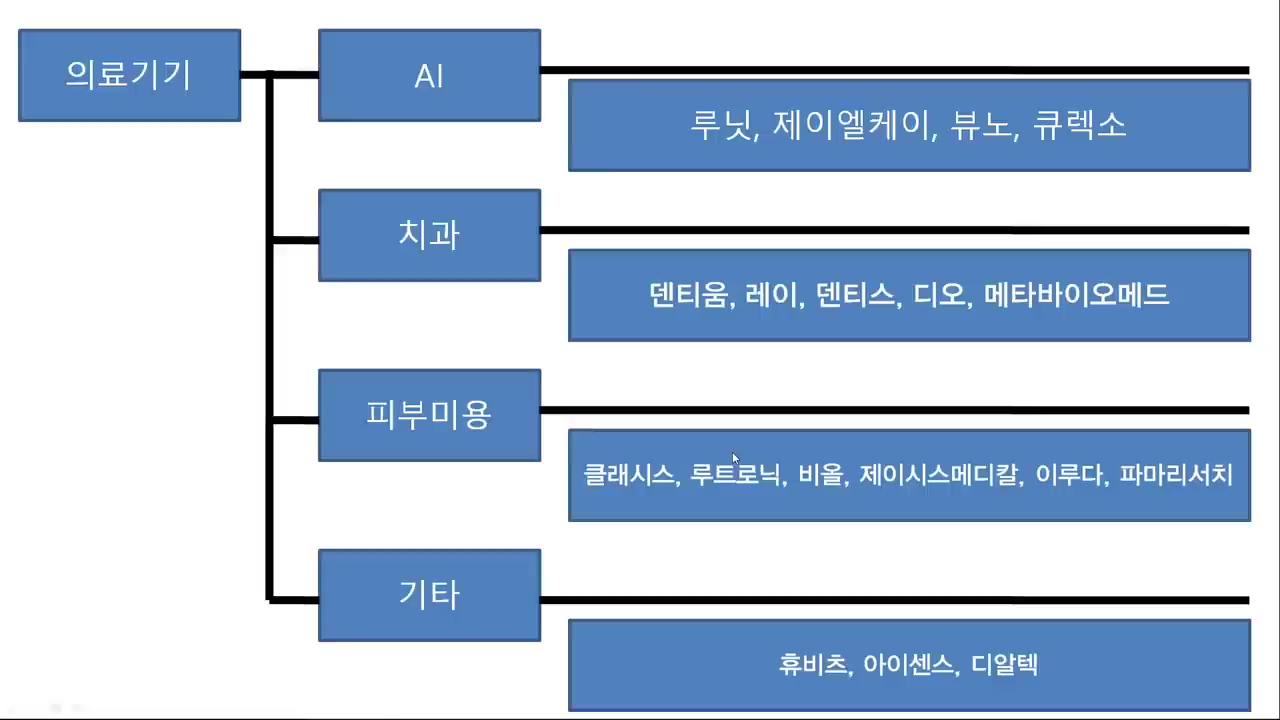 의료기기
AI
루닛, 제이엘케이, 뷰노, 큐렉소
치과
덴티움, 레이, 덴티스, 디오, 메타바이오메드
피부미용
클래시스, 루트로닉, 비올, 제이시스메디칼, 이루다, 파마리서치
기타
휴비츠, 아이센스, 디알텍